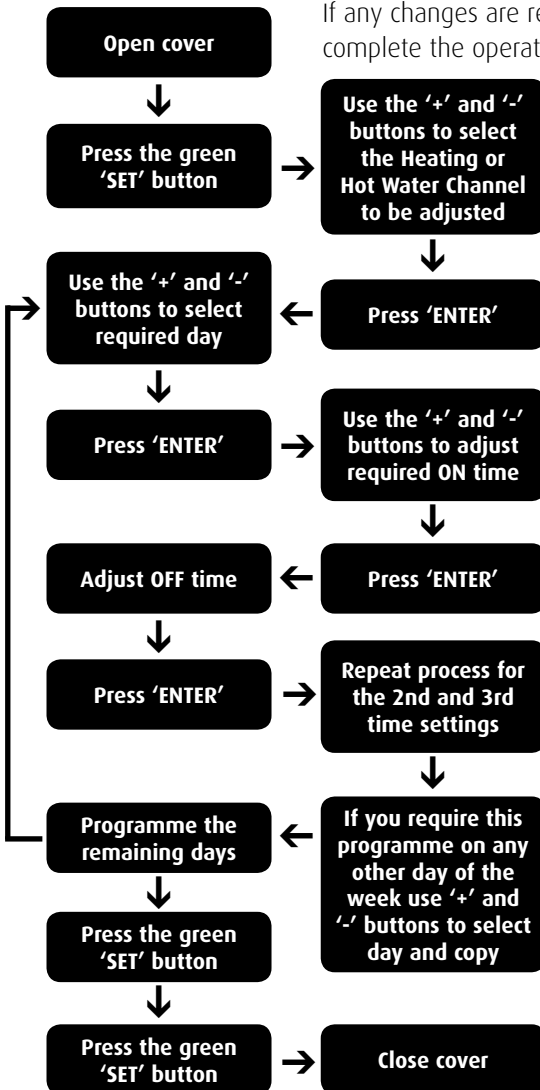 If any changes are
complete the
Open cover
Press the green
'SET' button
Use the '+' and '-'
buttons to select
the Heating or
Hot Water Channel
to be adjusted
Press 'ENTER'
Use the '+' and '-'
buttons to select
required day
Press 'ENTER'
Use the '+' and '-'
buttons to adjust
required ON time
Press 'ENTER'
Adjust OFF time
Press 'ENTER'
Repeat process for
the 2nd and 3rd
time settings
If you require this
programme on any
other day of the
week use '+' and
'-' buttons to select
day and copy
Programme the
remaining days
Press the green
'SET' button
Press the green
'SET' button
Close cover